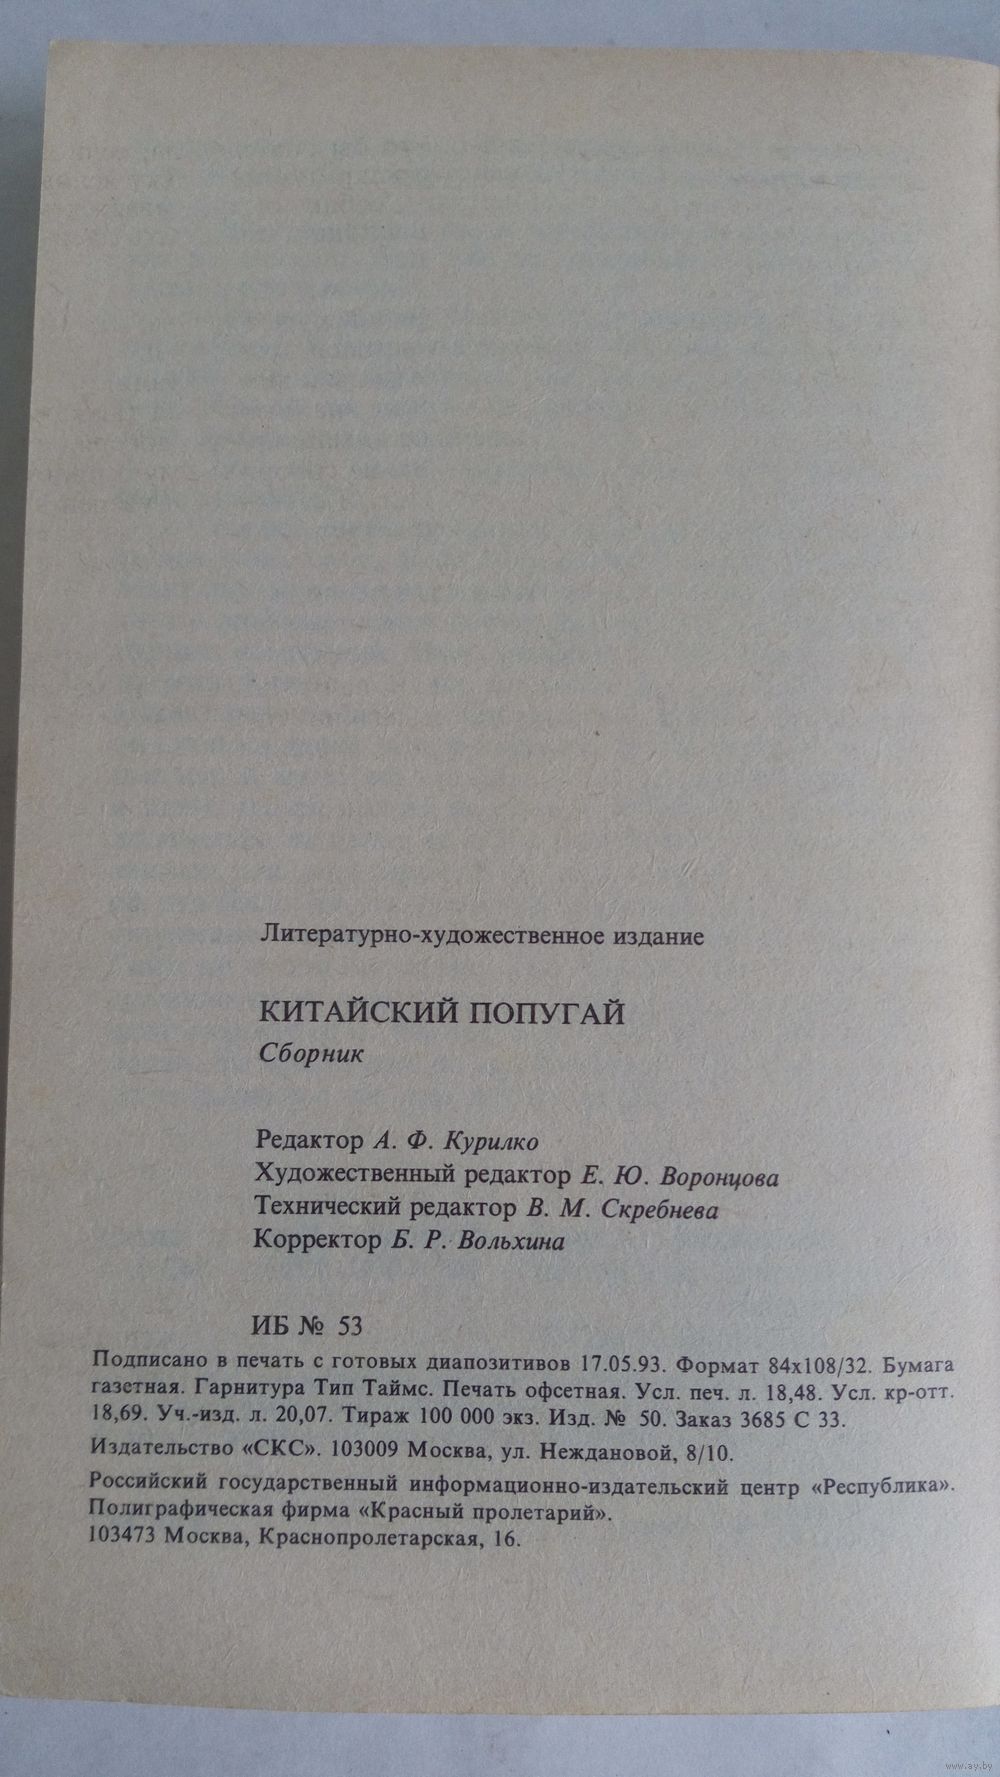 Литературно-художественное издание
КИТАЙСКИЙ ПОПУГАЙ
Сборник
Редактор А. Ф. Курилко
Художественный редактор Е. Ю. Воронцова
Технический редактор В. М. Скребнева
Корректор Б. Р. Вольхина
ИБ № 53
Подписано в печать с готовых диапозитивов 17.05.93. Формат 84х108/32. Бумага
газетная. Гарнитура Тип Таймс. Печать офсетная. Усл. печ. л. 18,48. Усл. кр-отт.
18,69. Уч.-изд. л. 20,07. Тираж 100 000 экз. Изд. № 50. Заказ 3685 С 33.
Издательство «СКС». 103009 Москва, ул. Неждановой, 8/10.
Российский государственный информационно-издательский центр «Республика».
Полиграфическая фирма «Красный пролетарий».
103473 Москва, Краснопролетарская, 16.
www.ay.by